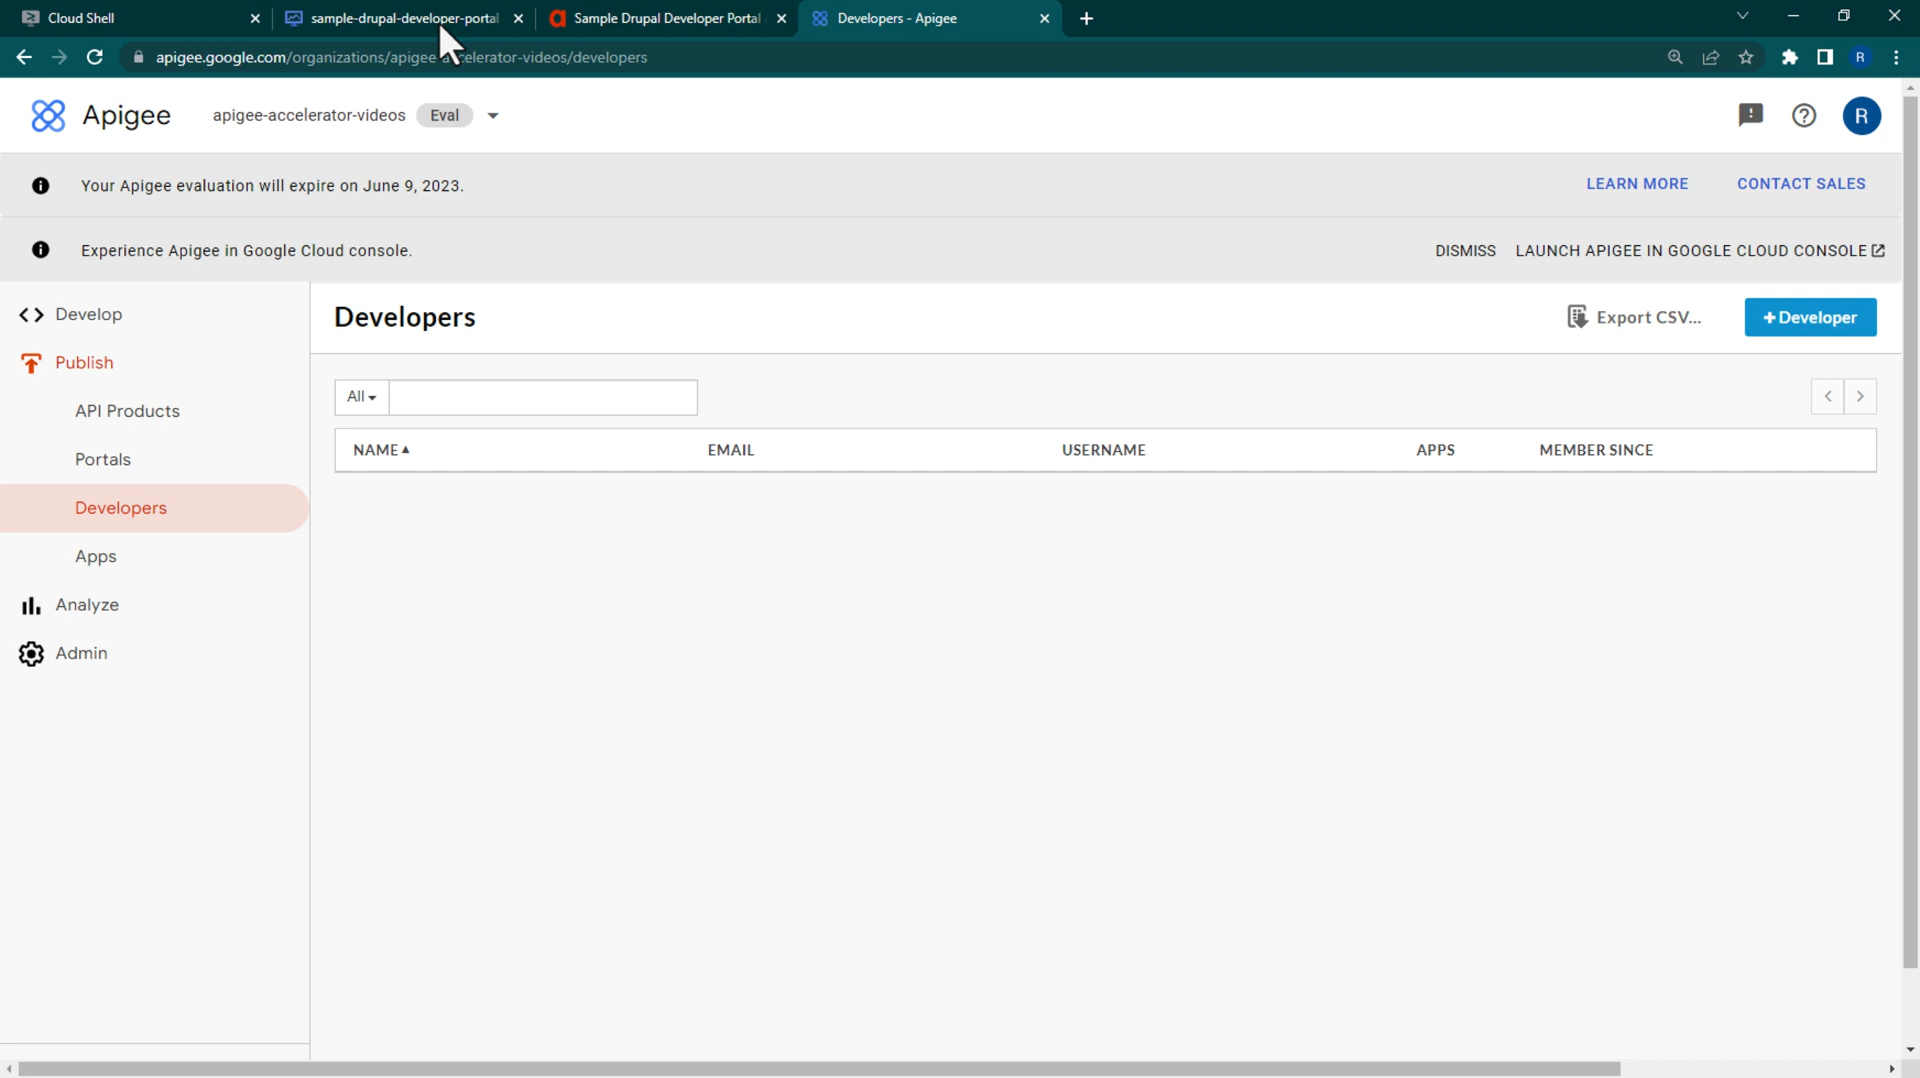 Cloud Shell
sample-drupal-developer-portal
Sample Drupal Developer Portal
Developers - Apigee
apigee.google.com/organizations/apigee-accelerator-videos/developers
R
Apigee
apigee-accelerator-videos
Eval
R
Your Apigee evaluation will expire on June 9, 2023.
LEARN MORE
CONTACT SALES
Experience Apigee in Google Cloud console.
DISMISS
LAUNCH APIGEE IN GOOGLE CLOUD CONSOLE
Develop
Publish
API Products
Portals
Developers
Apps
Analyze
Admin
Developers
Export CSV...
+Developer
All
NAME
EMAIL
USERNAME
APPS
MEMBER SINCE